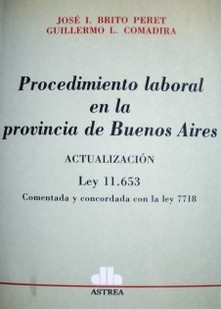 JOSÉ I. BRITO PERET
GUILLERMO L. COMADIRA
Procedimiento laboral
en la
provincia de Buenos Aires
ACTUALIZACIÓN
Ley 11.653
Comentada y concordada con la ley 7718
ASTREA